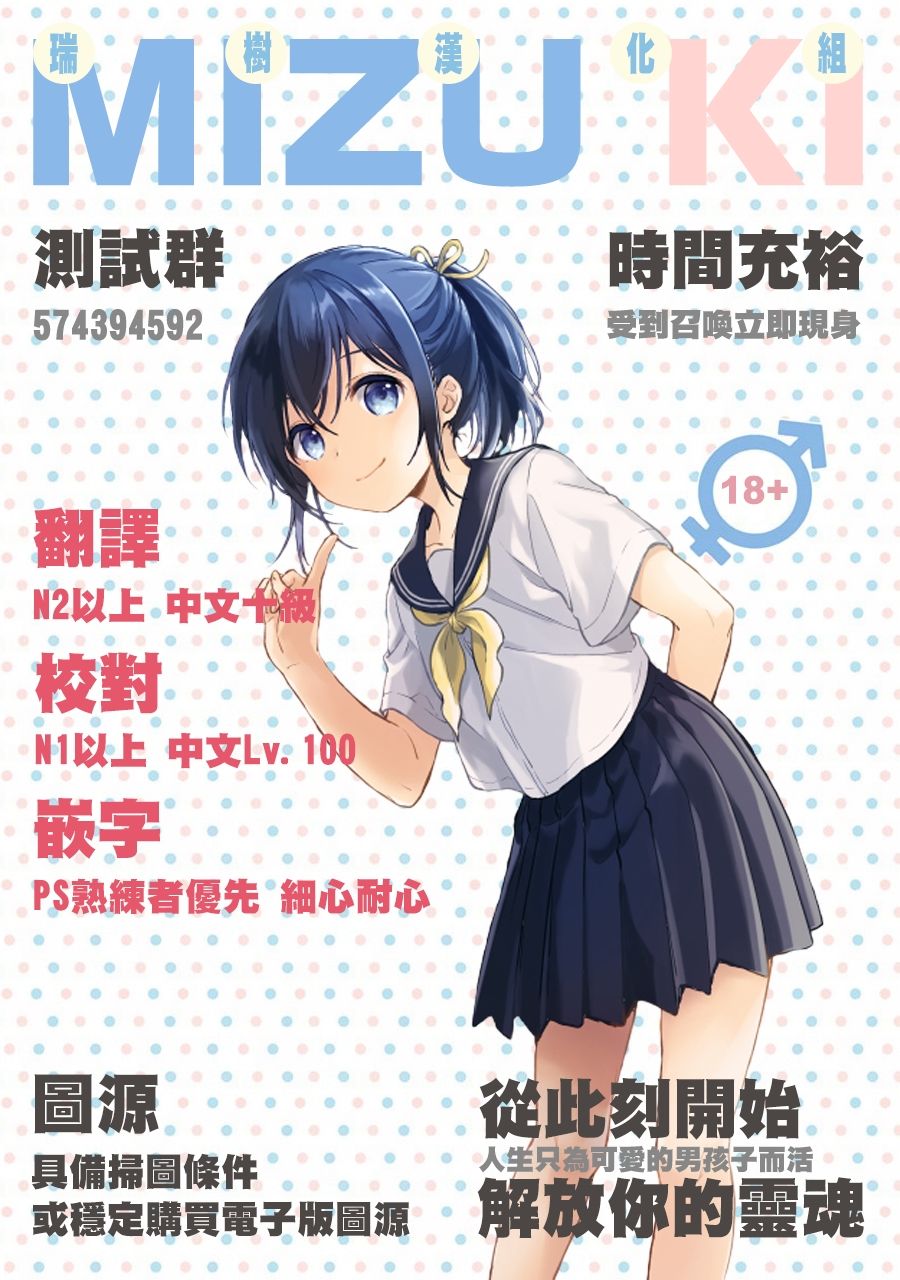 瑞樹漢化組
MIZUKI
測試群
574394592
時間充裕
受到召喚立即現身
18+
翻譯
N2以上 中文十級
校對
N1以上 中文Lv.100
嵌字
PS熟練者優先 細心耐心
圖源
具備掃圖條件
或穩定購買電子版圖源
從此刻開始
人生只為可愛的男孩子而活
解放你的靈魂